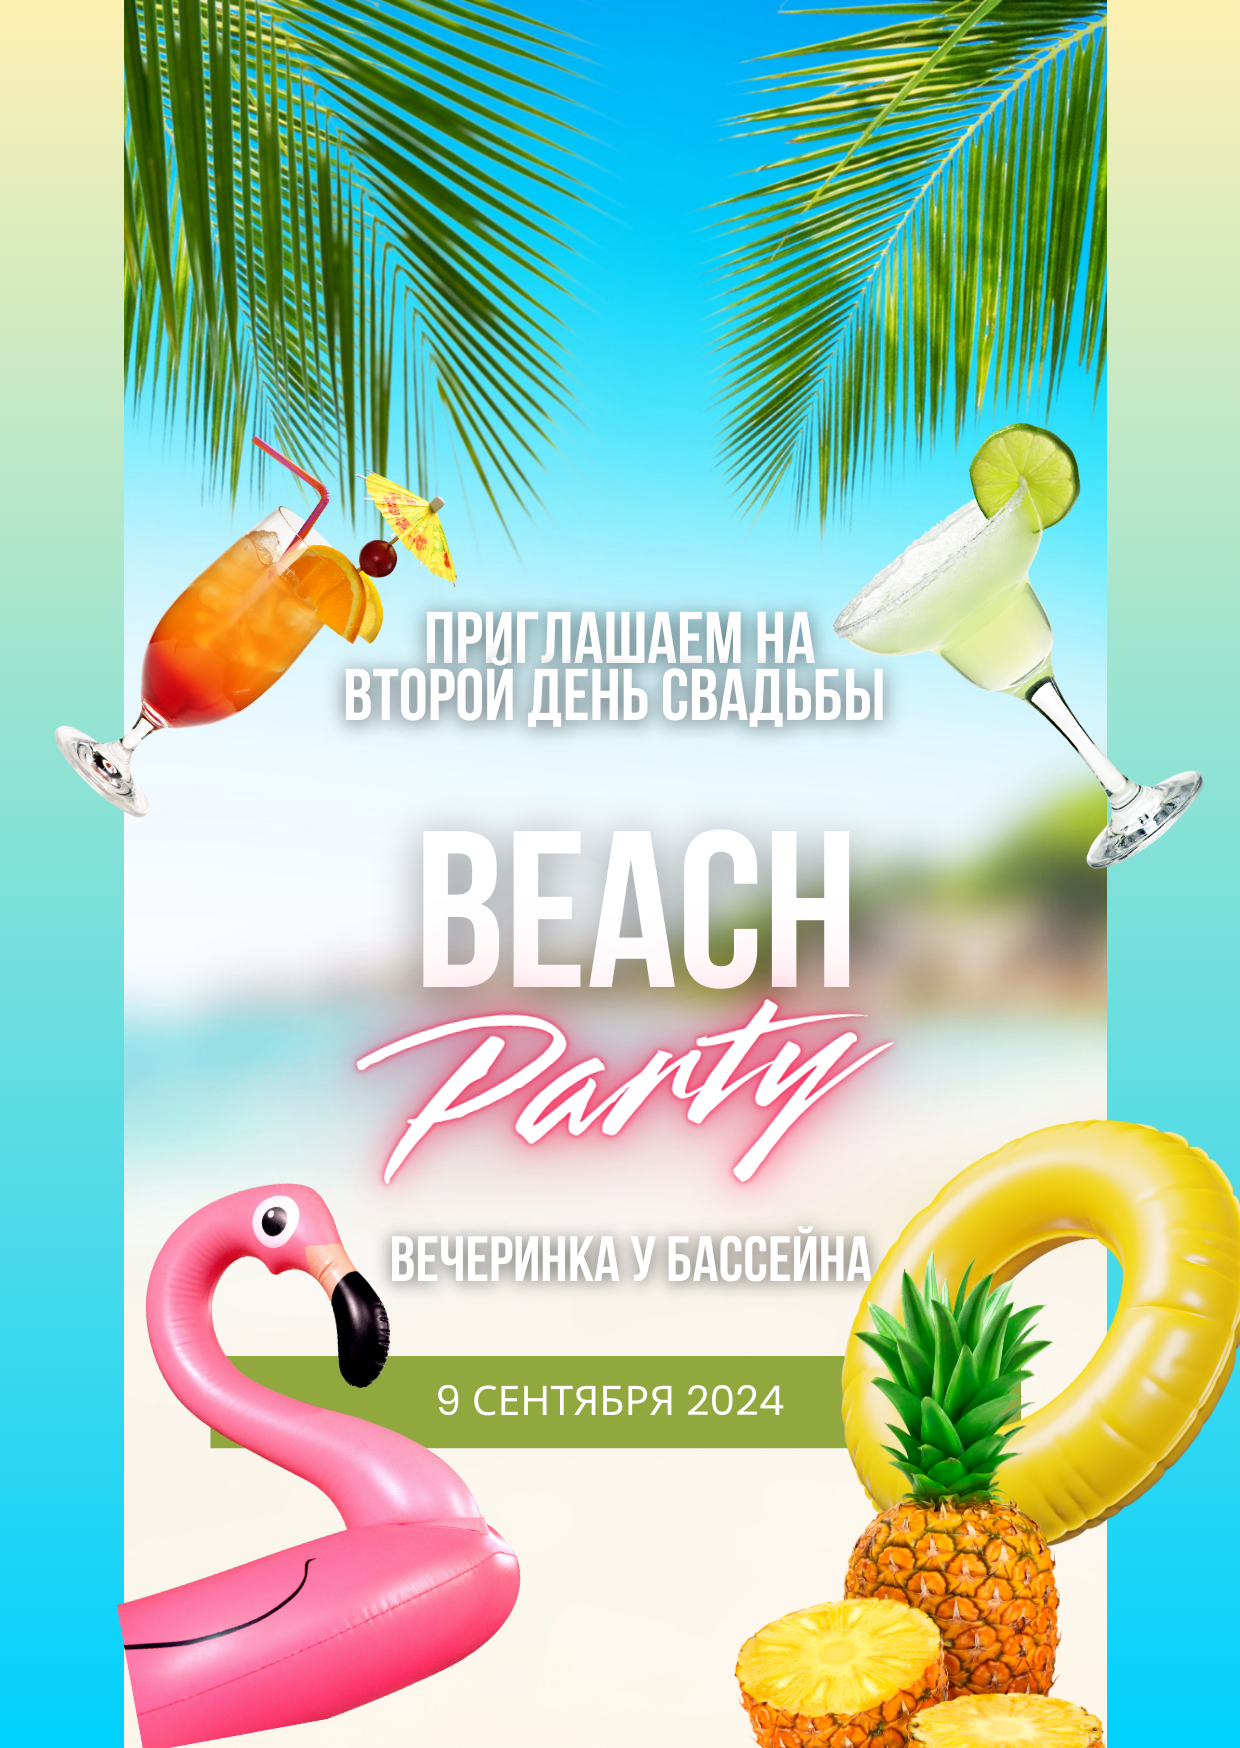 ПРИГЛАШАЕМ НА
ВТОРОЙ ДЕНЬ СВАДЬБЫ
BEACH
Party
ВЕЧЕРИНКА У БАССЕЙНА
9 СЕНТЯБРЯ 2024